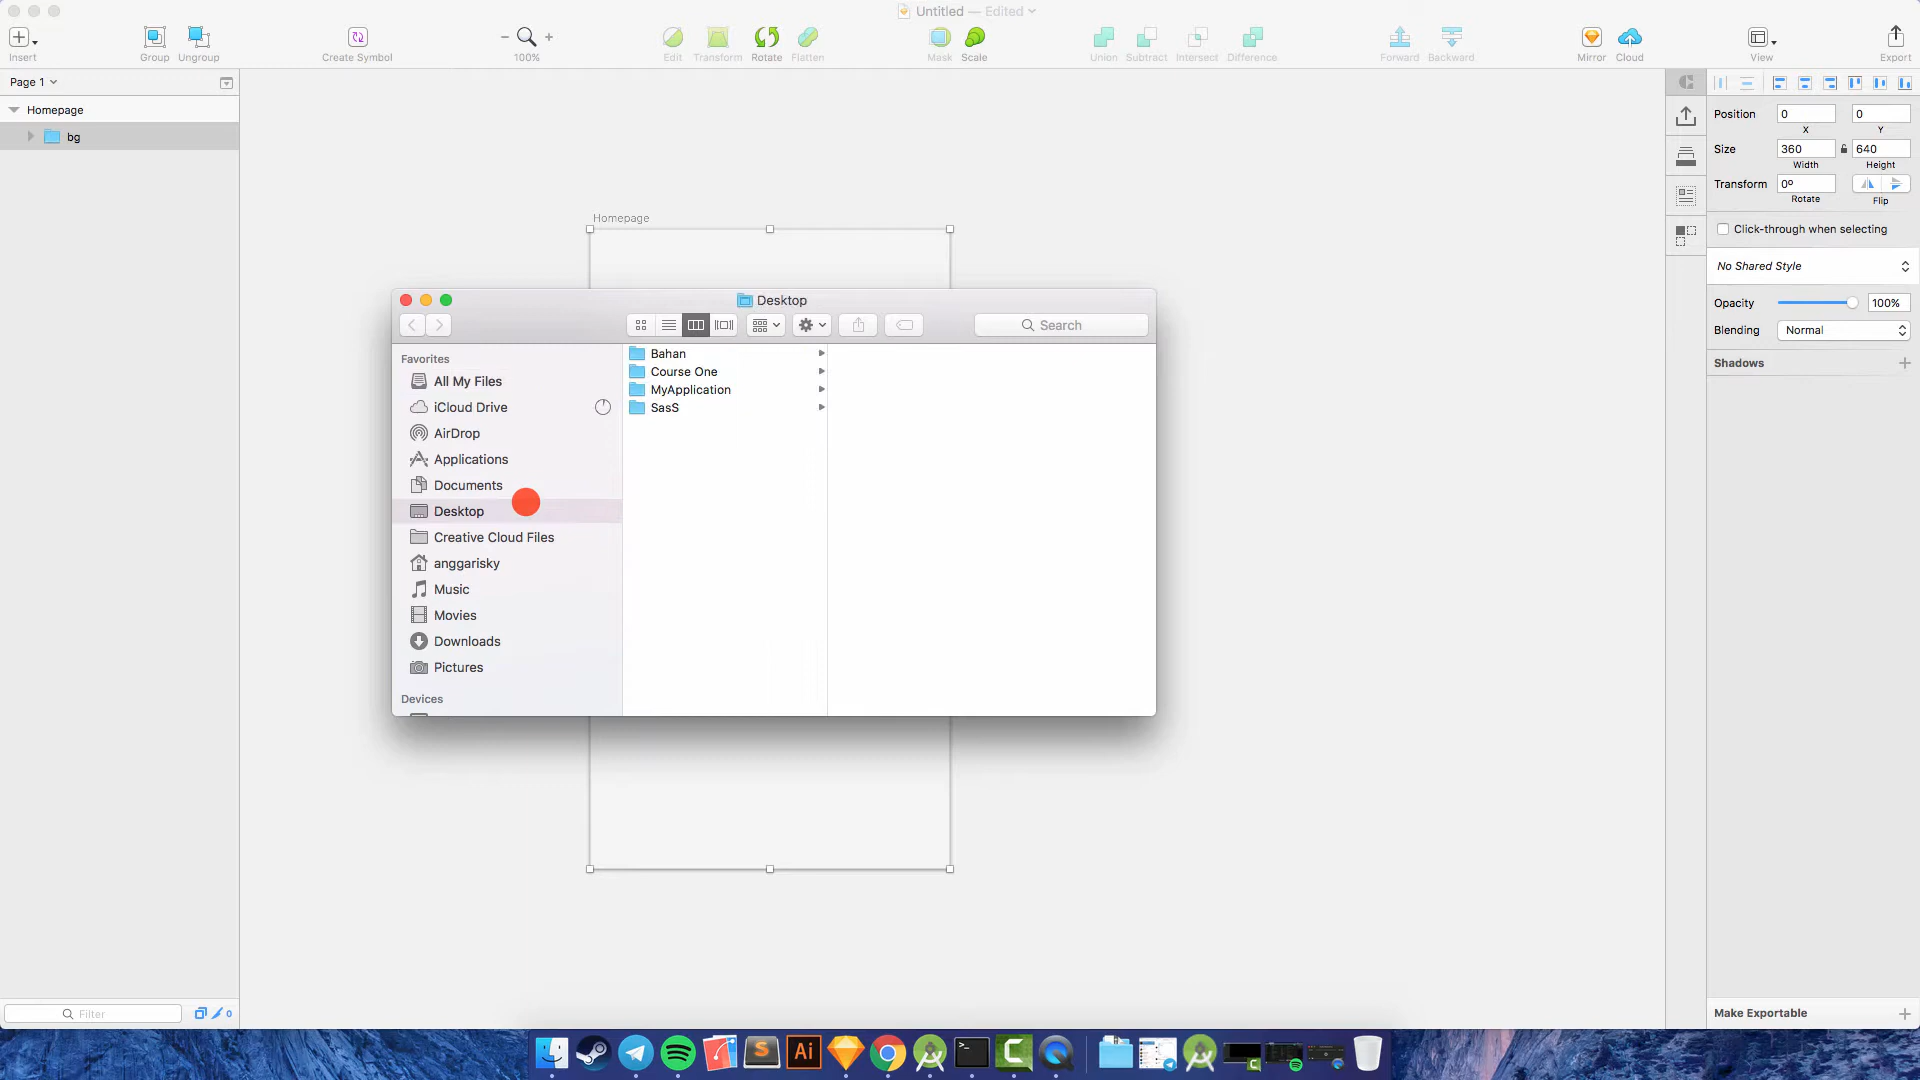 Untitled — Edited
Insert
Group
Ungroup
Create Symbol
100%
Edit
Transform
Rotate
Flatten
Mask
Scale
Union
Subtract
Intersect
Difference
Forward
Backward
Mirror
Cloud
View
Export
Page 1
Homepage
bg
Filter
0
Homepage
Desktop
Search
Favorites
All My Files
iCloud Drive
AirDrop
Applications
Documents
Desktop
Creative Cloud Files
anggarisky
Music
Movies
Downloads
Pictures
Devices
Bahan
Course One
MyApplication
SasS
Position 0 0
X Y
Size 360 640
Width Height
Transform 0º
Rotate Flip
Click-through when selecting
No Shared Style
Opacity 100%
Blending Normal
Shadows
Make Exportable
Ai